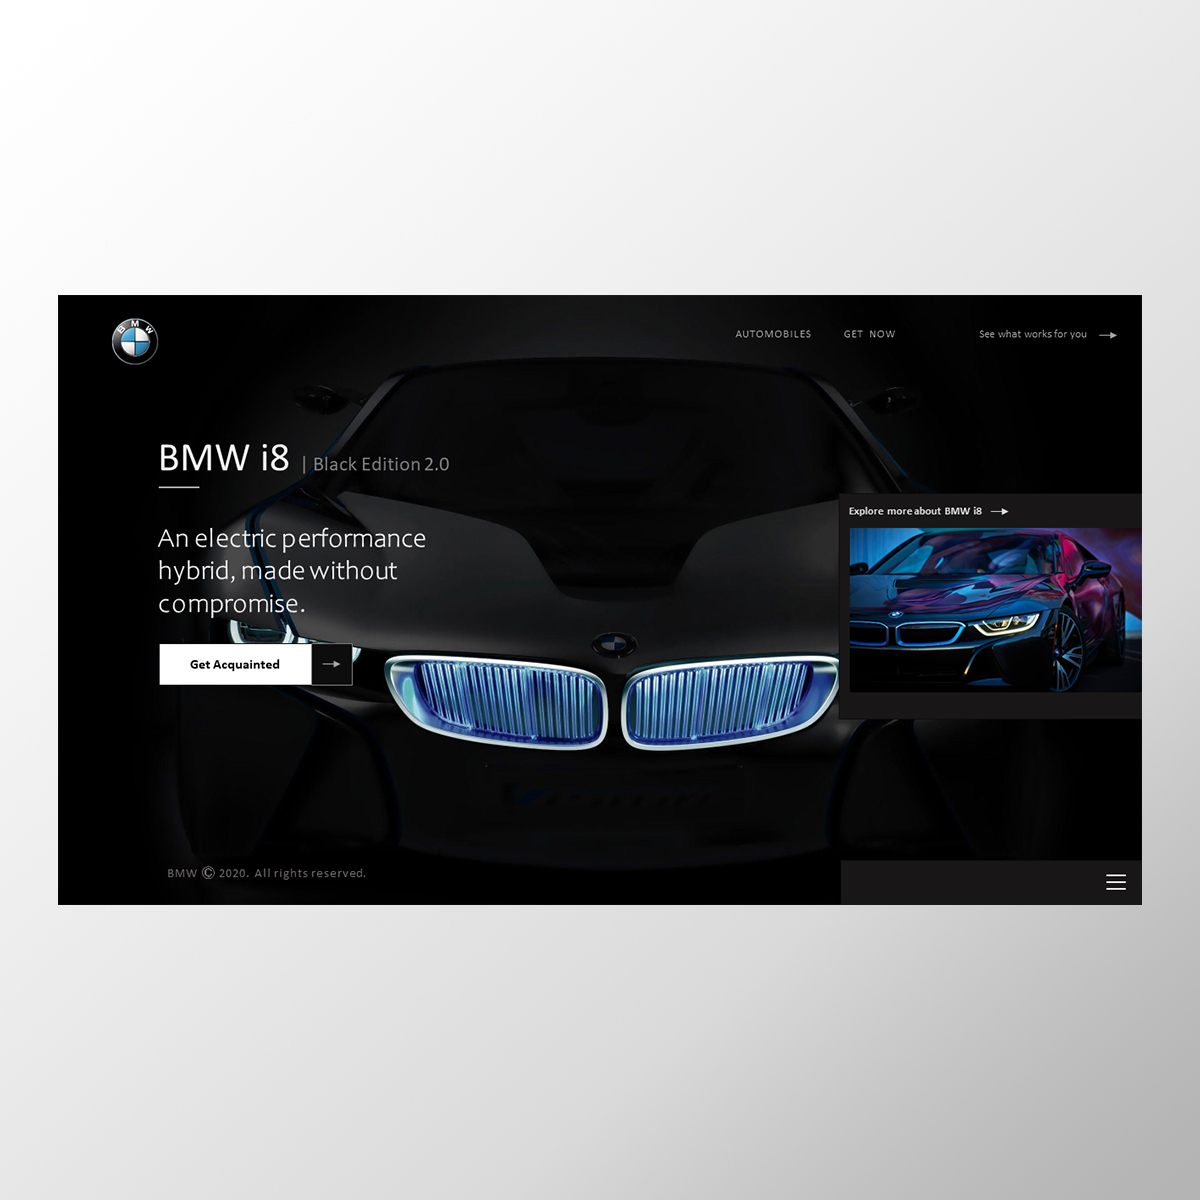 BMW
AUTOMOBILES
GET NOW
See what works for you
BMW i8 | Black Edition 2.0
An electric performance
hybrid, made without
compromise.
Get Acquainted
Explore more about BMW i8
BMW © 2020. All rights reserved.